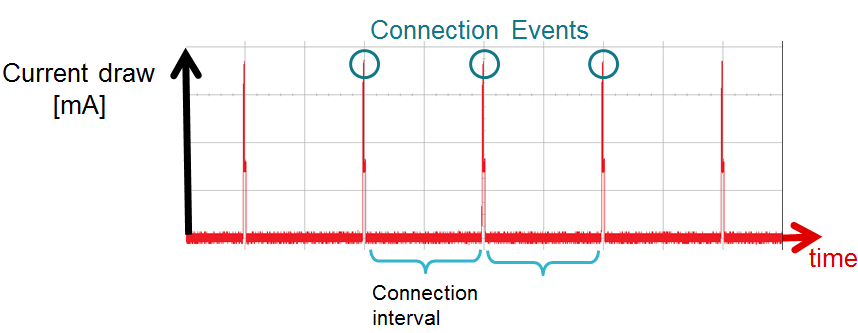 Connection Events
Current draw
[mA]
time
Connection
interval